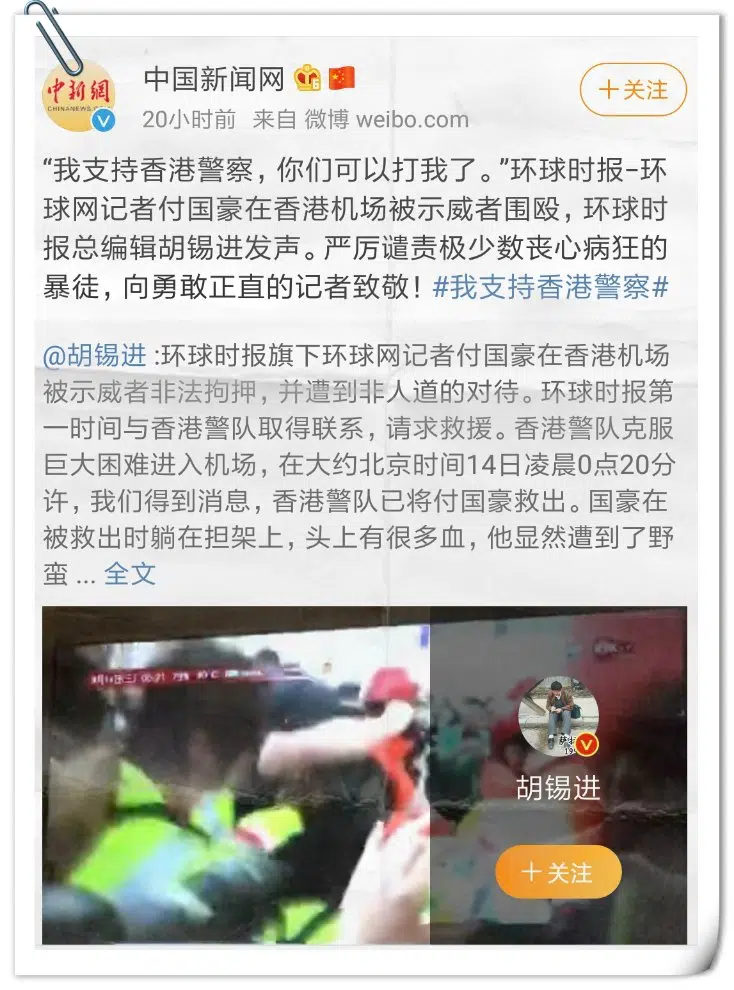 中新網
CHINANEWS
中国新闻网
+关注
20小时前 来自 微博 weibo.com
“我支持香港警察，你们可以打我了。”环球时报-环
球网记者付国豪在香港机场被示威者围殴，环球时
报总编辑胡锡进发声。严厉谴责极少数丧心病狂的
暴徒，向勇敢正直的记者致敬！#我支持香港警察#
@胡锡进 :环球时报旗下环球网记者付国豪在香港机场
被示威者非法拘押，并遭到非人道的对待。环球时报第
一时间与香港警队取得联系，请求救援。香港警队克服
巨大困难进入机场，在大约北京时间14日凌晨0点20分
许，我们得到消息，香港警队已将付国豪救出。国豪在
被救出时躺在担架上，头上有很多血，他显然遭到了野
蛮 ... 全文
胡锡进
+关注